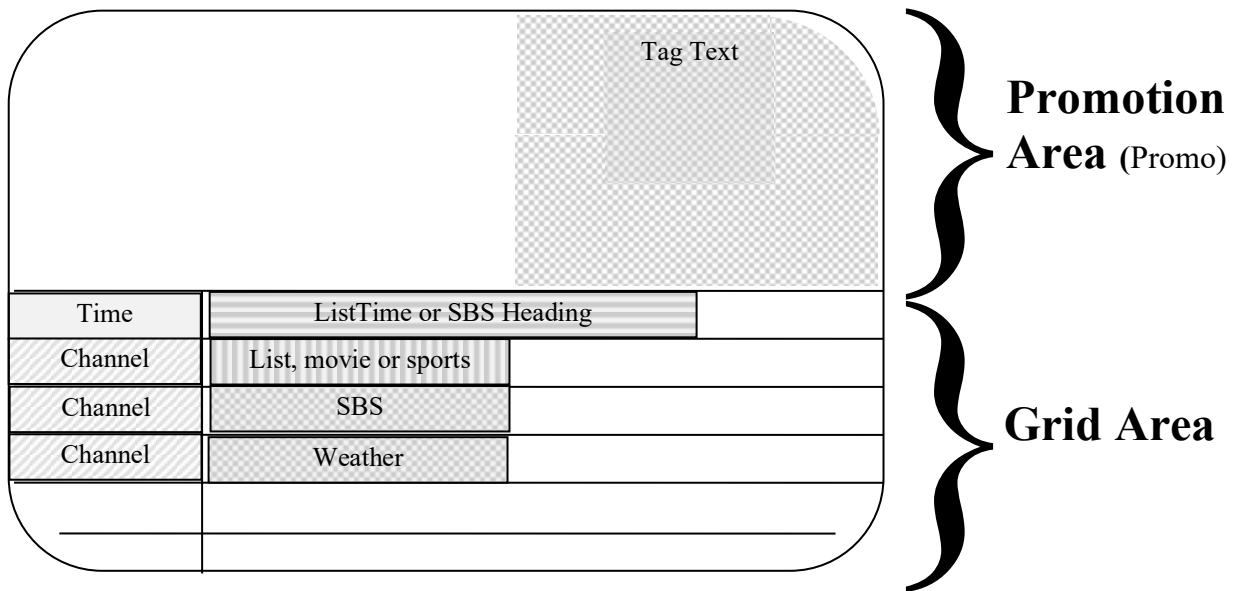 Tag Text
Promotion
Area (Promo)
Time
ListTime or SBS Heading
Channel
List, movie or sports
Channel
SBS
Channel
Weather
Grid Area